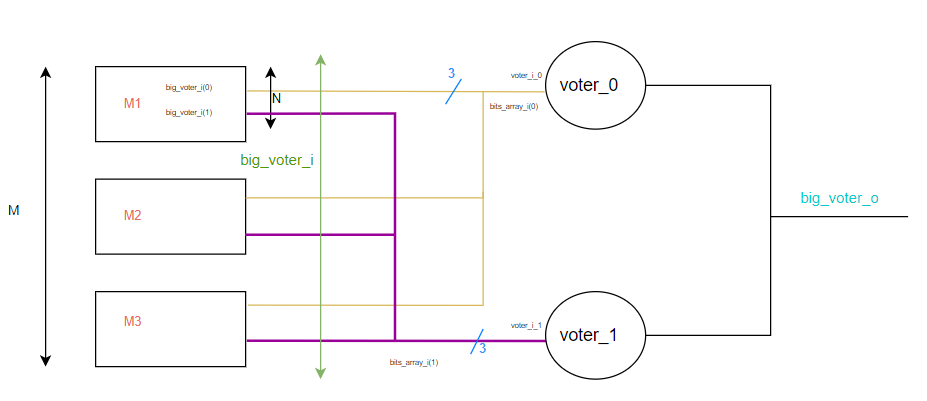 3
voter_i_0
voter_0
big_voter_i(0)
M1
N
bits_array_i(0)
big_voter_i(1)
big_voter_i
big_voter_o
M
M2
M3
voter_i_1
voter_1
3
bits_array_i(1)